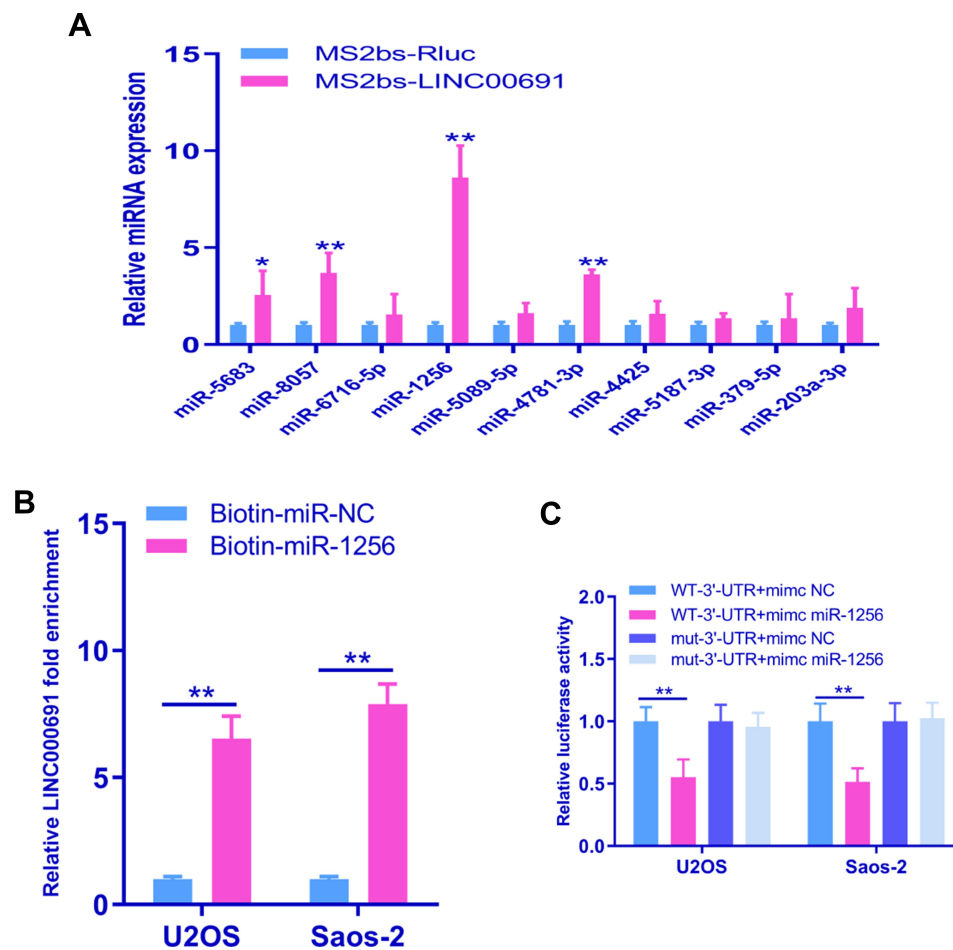 A
MS2bs-Rluc
MS2bs-LINC00691
Relative miRNA expression
15
10
5
0
*
**
**
**
miR-5683
miR-8057
miR-6716-5p
miR-1256
miR-5089-5p
miR-4781-3p
miR-4425
miR-5187-3p
miR-379-5p
miR-203a-3p
B
Biotin-miR-NC
Biotin-miR-1256
Relative LINC000691 fold enrichment
15
10
5
0
**
**
U2OS
Saos-2
C
WT-3'-UTR+mimc NC
WT-3'-UTR+mimc miR-1256
mut-3'-UTR+mimc NC
mut-3'-UTR+mimc miR-1256
Relative luciferase activity
2.0
1.5
1.0
0.5
0.0
**
**
U2OS
Saos-2